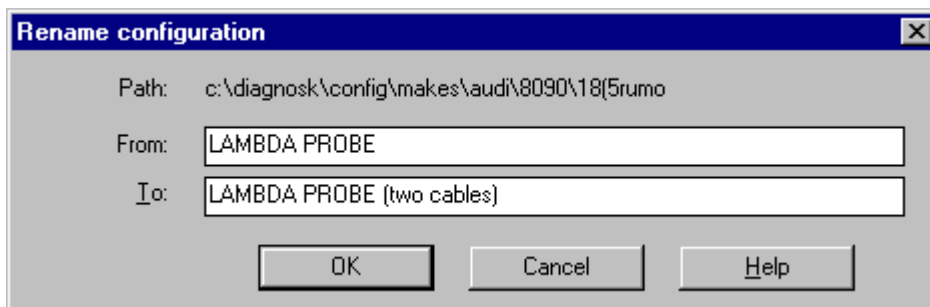 Rename configuration
Path: c:\diagnosk\config\makes\audi\8090\18(5rumo
From: LAMBDA PROBE
To: LAMBDA PROBE (two cables)
OK Cancel Help